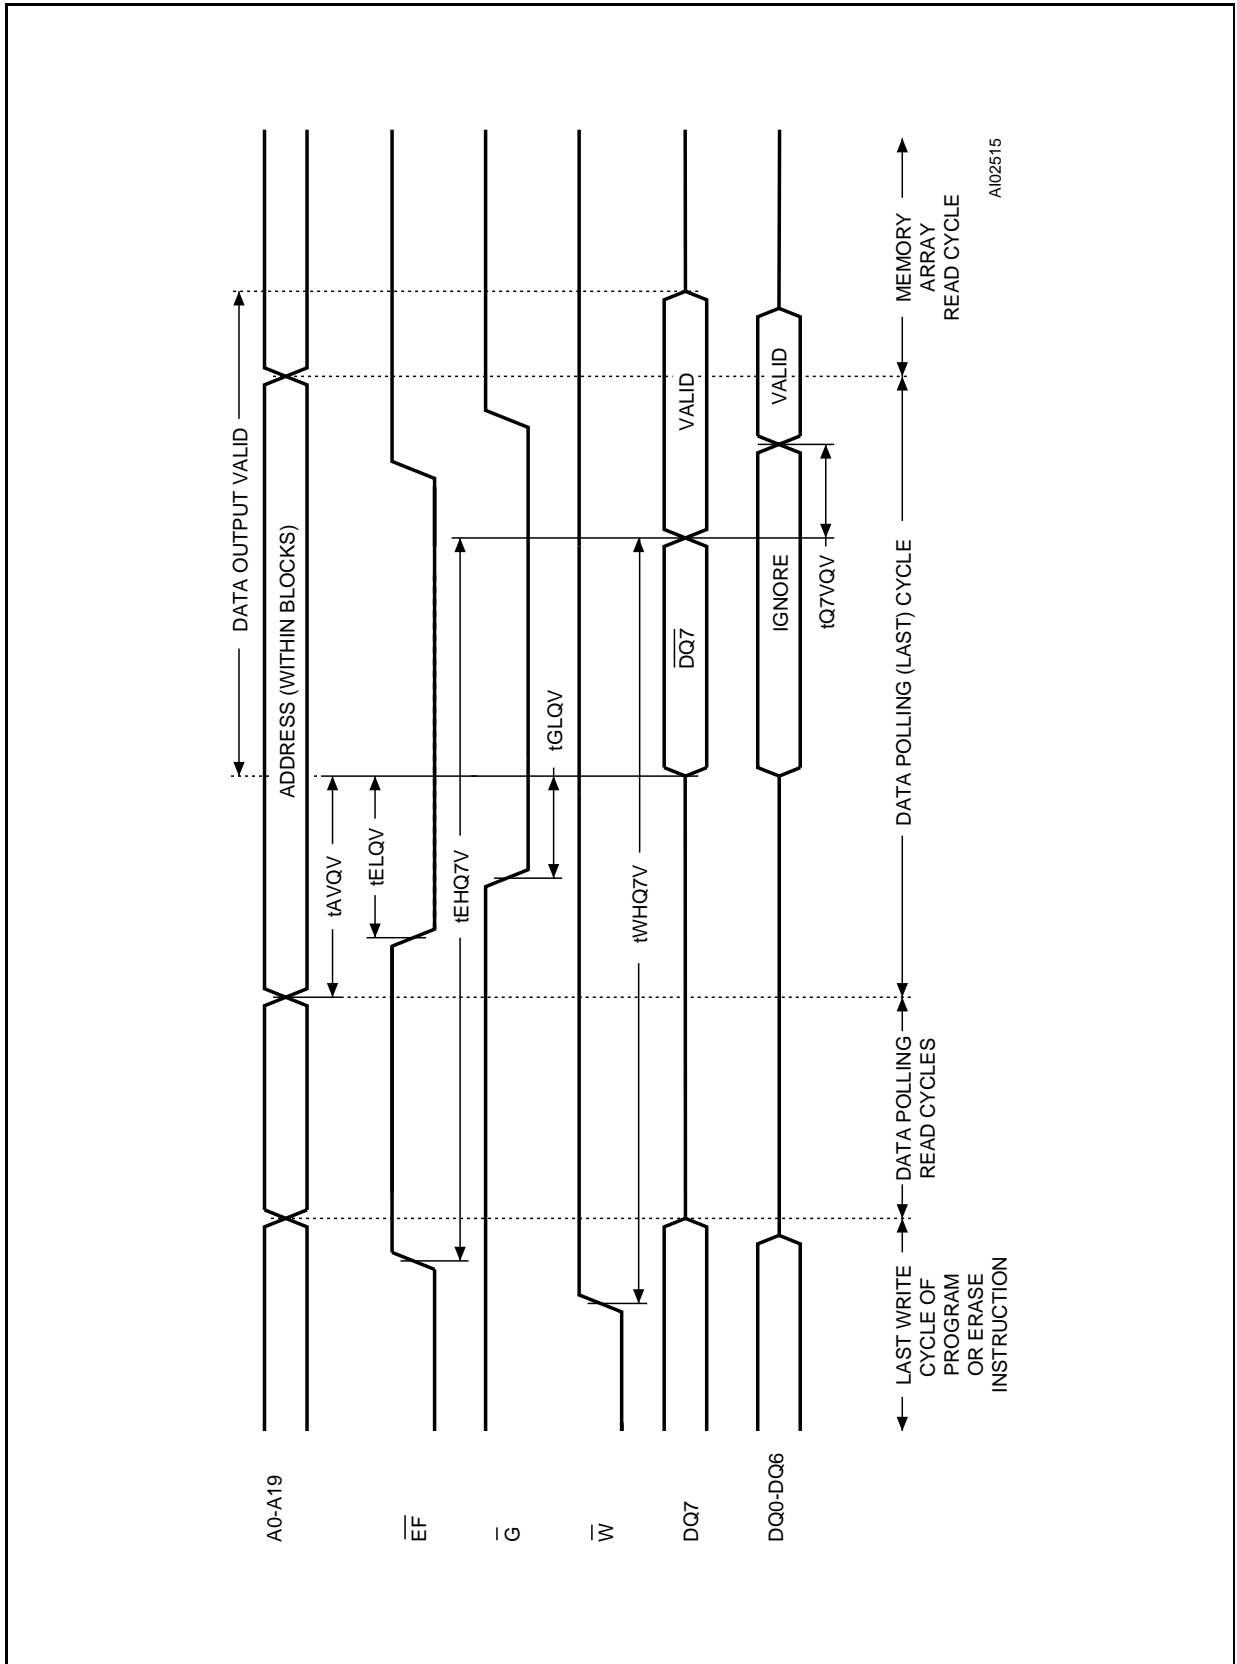 A0-A19
EF
G
W
DQ7
DQ0-DQ6
DATA OUTPUT VALID
ADDRESS (WITHIN BLOCKS)
tAVQV
tELQV
tEHQ7V
tGLQV
tWHQ7V
DQ7
VALID
IGNORE
VALID
tQ7VQV
LAST WRITE
CYCLE OF
PROGRAM
OR ERASE
INSTRUCTION
DATA POLLING
READ CYCLES
DATA POLLING (LAST) CYCLE
MEMORY
ARRAY
READ CYCLE
AI02515